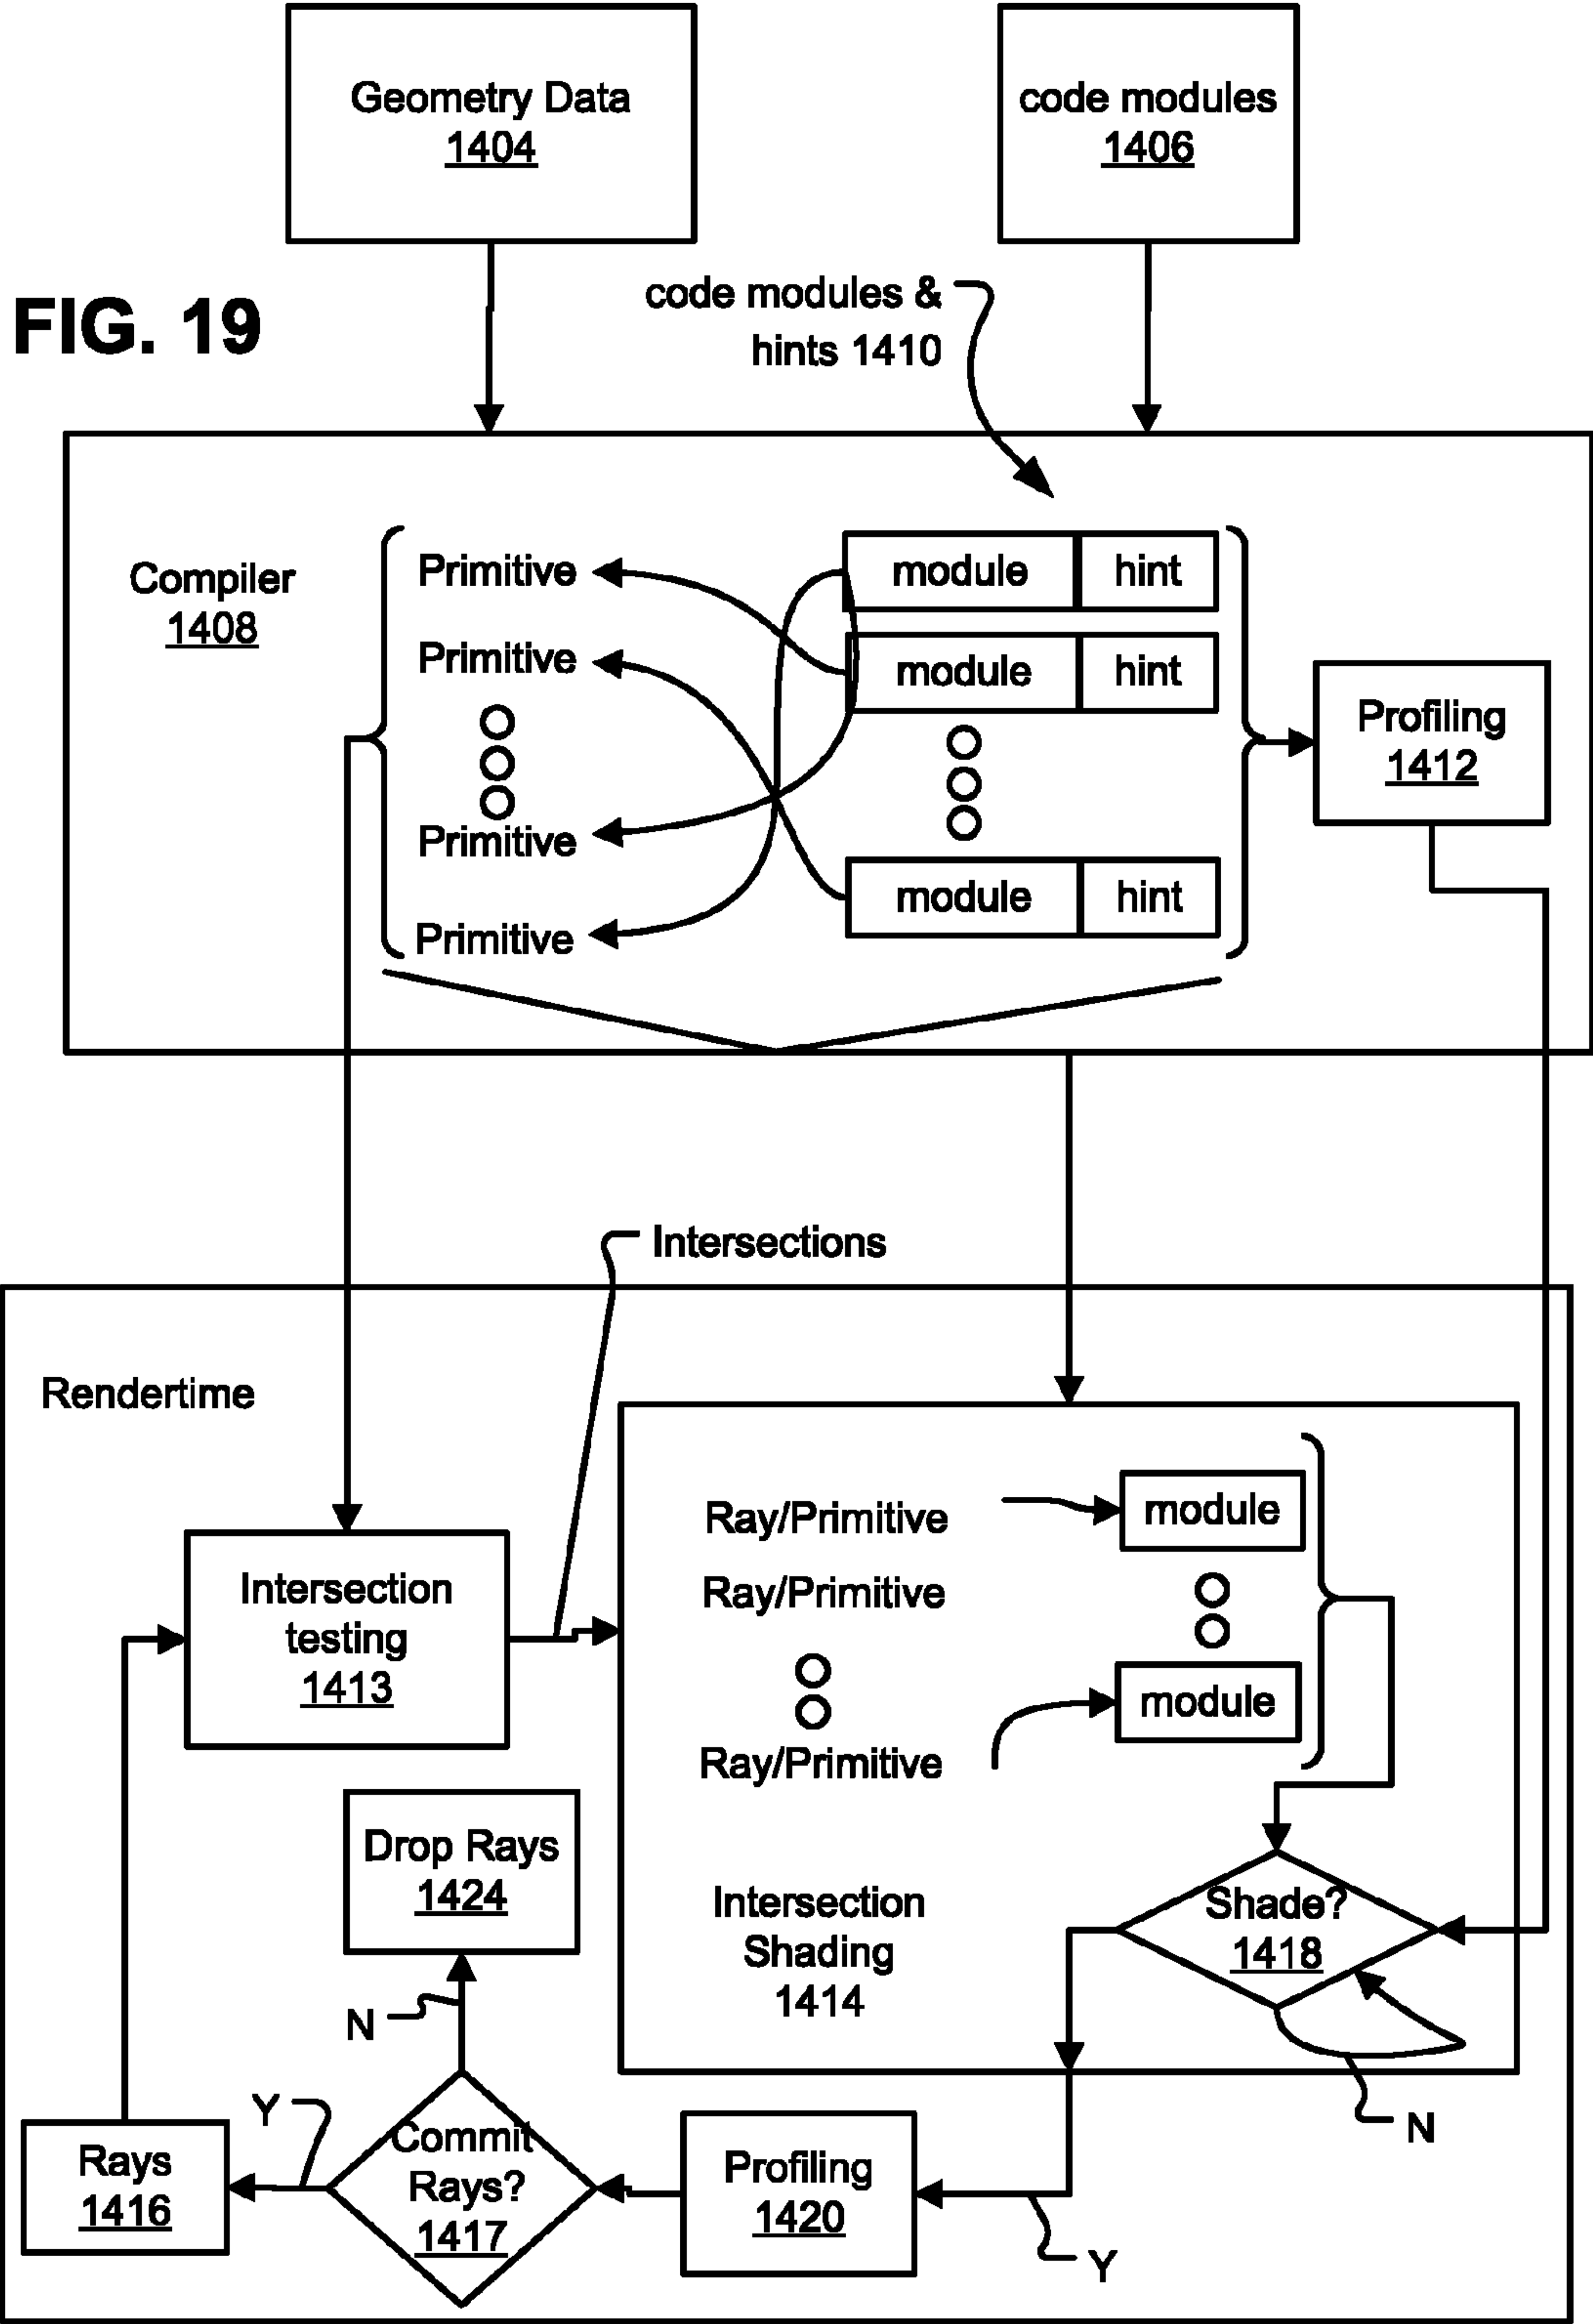 Geometry Data
1404
code modules
1406
FIG. 19
code modules &
hints 1410
Compiler
1408
Primitive
Primitive
Primitive
Primitive
module
hint
module
hint
module
hint
Profiling
1412
Intersections
Rendertime
Intersection
testing
1413
Ray/Primitive
Ray/Primitive
Ray/Primitive
module
module
Intersection
Shading
1414
Shade?
1418
N
Drop Rays
1424
N
Y
Rays
1416
Commit
Rays?
1417
Profiling
1420
Y